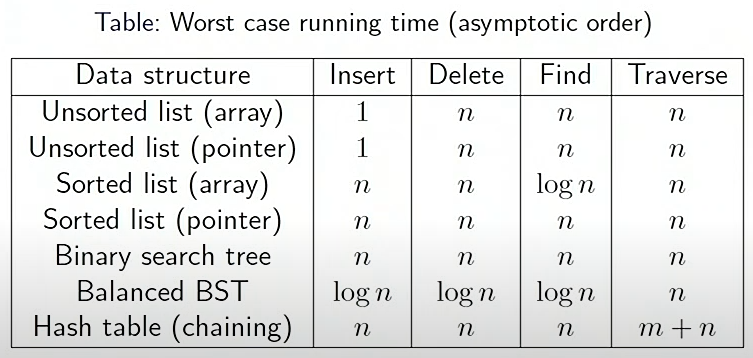 Table: Worst case running time (asymptotic order)
Data structure Insert Delete Find Traverse
Unsorted list (array) 1 n n n
Unsorted list (pointer) 1 n n n
Sorted list (array) n n log n n
Sorted list (pointer) n n n n
Binary search tree n n n n
Balanced BST log n log n log n n
Hash table (chaining) n n n m + n